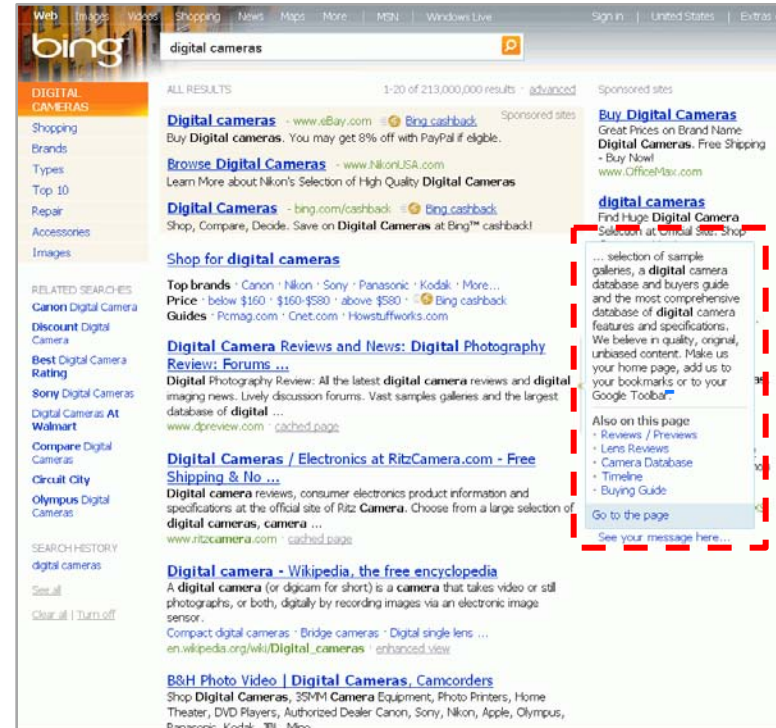 Web Images Videos Shopping News Maps More | MSN | Windows Live
Sign in | United States | Extras
bing
digital cameras
DIGITAL
CAMERAS
Shopping
Brands
Types
Top 10
Repair
Accessories
Images
RELATED SEARCHES
Canon Digital Camera
Discount Digital
Camera
Best Digital Camera
Rating
Sony Digital Cameras
Digital Cameras At
Walmart
Compare Digital
Cameras
Circuit City
Olympus Digital
Cameras
SEARCH HISTORY
digital cameras
See all
Clear all | Turn off
ALL RESULTS 1-20 of 213,000,000 results · advanced
Digital cameras - www.eBay.com Bing cashback Sponsored sites
Buy Digital cameras. You may get 8% off with PayPal if eligble.
Browse Digital Cameras - www.NikonUSA.com
Learn More about Nikon's Selection of High Quality Digital Cameras
Digital Cameras - bing.com/cashback Bing cashback
Shop, Compare, Decide. Save on Digital Cameras at Bing™ cashback!
Shop for digital cameras
Top brands · Canon · Nikon · Sony · Panasonic · Kodak · More...
Price · below $160 · $160-$580 · above $580 · Bing cashback
Guides · Pcmag.com · Cnet.com · Howstuffworks.com
Digital Camera Reviews and News: Digital Photography
Review: Forums ...
Digital Photography Review: All the latest digital camera reviews and digital
imaging news. Lively discussion forums. Vast samples galleries and the largest
database of digital ...
www.dpreview.com · cached page
Digital Cameras / Electronics at RitzCamera.com - Free
Shipping & No ...
Digital camera reviews, consumer electronics product information and
specifications at the official site of Ritz Camera. Choose from a large selection of
digital cameras, camera ...
www.ritzcamera.com · cached page
Digital camera - Wikipedia, the free encyclopedia
A digital camera (or digicam for short) is a camera that takes video or still
photographs, or both, digitally by recording images via an electronic image
sensor.
Compact digital cameras · Bridge cameras · Digital single lens ...
en.wikipedia.org/wiki/Digital_cameras · enhanced view
B&H Photo Video | Digital Cameras, Camcorders
Shop Digital Cameras, 35MM Camera Equipment, Photo Printers, Home
Theater, DVD Players, Authorized Dealer Canon, Sony, Nikon, Apple, Olympus,
Panasonic, Kodak, JBL, Mino
Sponsored sites
Buy Digital Cameras
Great Prices on Brand Name
Digital Cameras. Free Shipping
- Buy Now!
www.OfficeMax.com
digital cameras
Find Huge Digital Camera
Selection at Official Site. Shop
... selection of sample
galleries, a digital camera
database and buyers guide
and the most comprehensive
database of digital camera
features and specifications.
We believe in quality, original,
unbiased content. Make us
your home page, add us to
your bookmarks or to your
Google Toolbar.
Also on this page
· Reviews / Previews
· Lens Reviews
· Camera Database
· Timeline
· Buying Guide
Go to the page
See your message here...